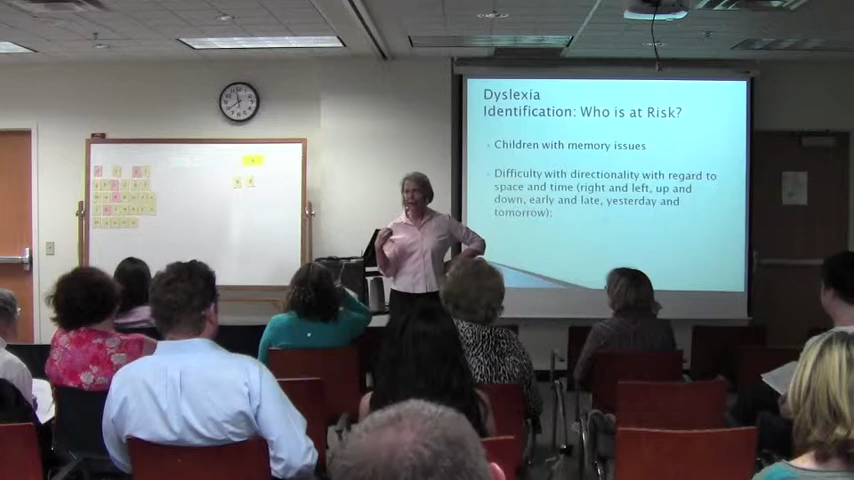 Dyslexia
Identification: Who is at Risk?
Children with memory issues
Difficulty with directionality with regard to
space and time (right and left, up and
down, early and late, yesterday and
tomorrow);